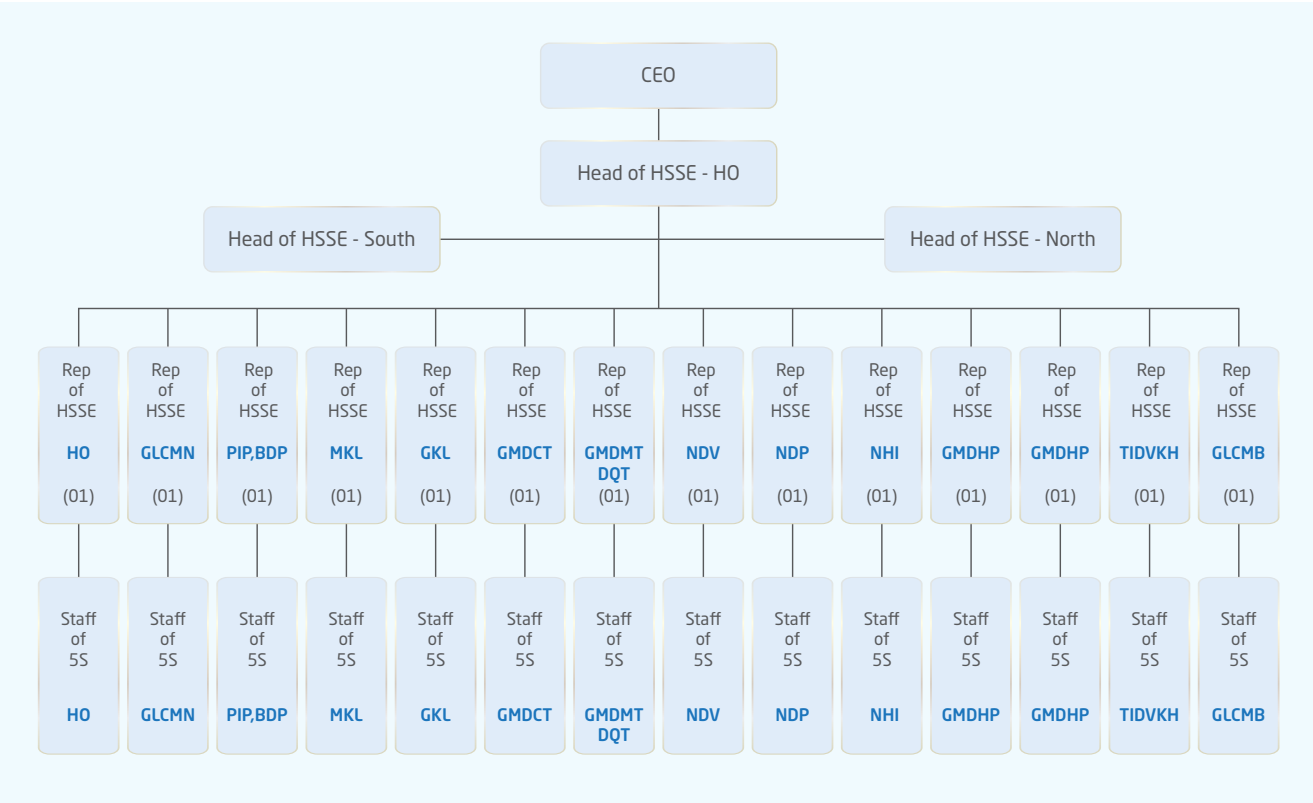 CEO
Head of HSSE - HO
Head of HSSE - South
Head of HSSE - North
Rep
of
HSSE
HO
(01)
Rep
of
HSSE
GLCMN
(01)
Rep
of
HSSE
PIP,BDP
(01)
Rep
of
HSSE
MKL
(01)
Rep
of
HSSE
GKL
(01)
Rep
of
HSSE
GMDCT
(01)
Rep
of
HSSE
GMDMT
DQT
(01)
Rep
of
HSSE
NDV
(01)
Rep
of
HSSE
NDP
(01)
Rep
of
HSSE
NHI
(01)
Rep
of
HSSE
GMDHP
(01)
Rep
of
HSSE
GMDHP
(01)
Rep
of
HSSE
TIDVKH
(01)
Rep
of
HSSE
GLCMB
(01)
Staff
of
5S
HO
Staff
of
5S
GLCMN
Staff
of
5S
PIP,BDP
Staff
of
5S
MKL
Staff
of
5S
GKL
Staff
of
5S
GMDCT
Staff
of
5S
GMDMT
DQT
Staff
of
5S
NDV
Staff
of
5S
NDP
Staff
of
5S
NHI
Staff
of
5S
GMDHP
Staff
of
5S
GMDHP
Staff
of
5S
TIDVKH
Staff
of
5S
GLCMB